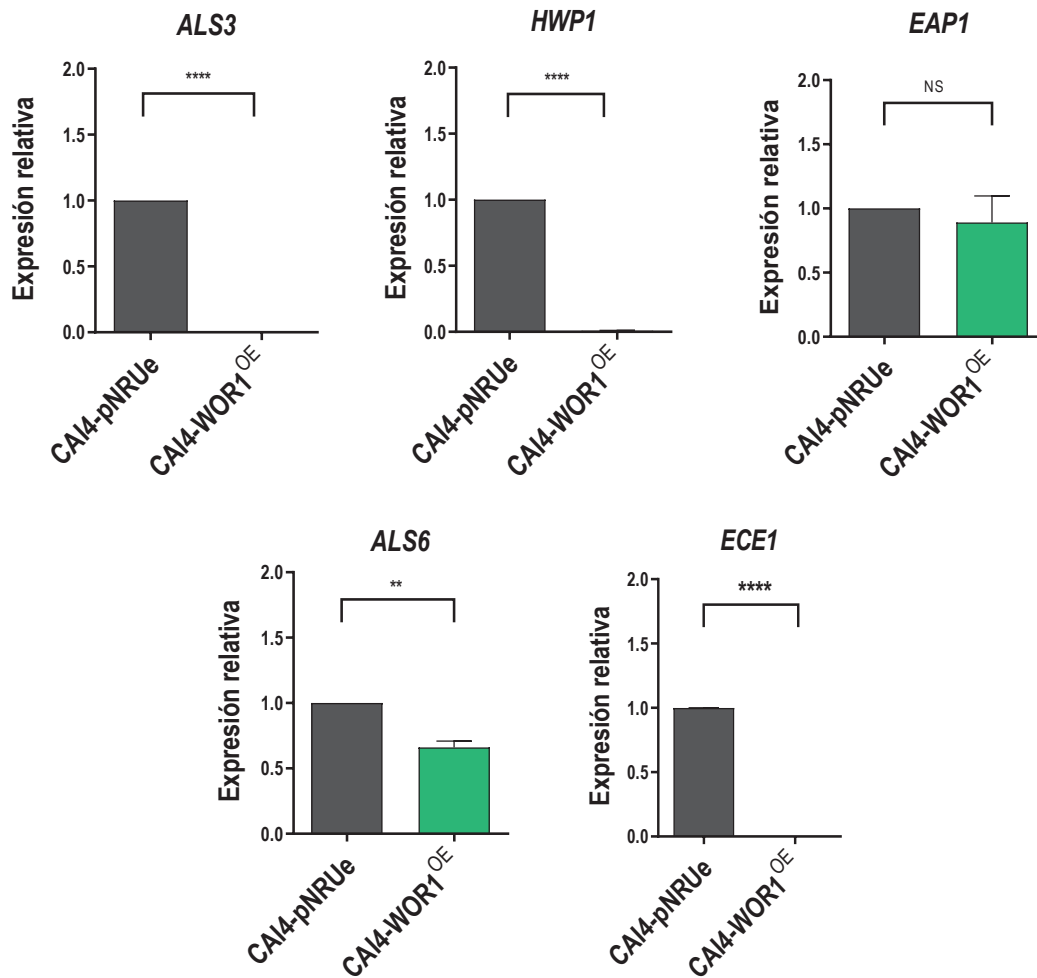 ALS3
Expresión relativa
2.0
1.5
1.0
0.5
0.0
****
CAI4-pNRUe
CAI4-WOR1OE
HWP1
Expresión relativa
2.0
1.5
1.0
0.5
0.0
****
CAI4-pNRUe
CAI4-WOR1OE
EAP1
Expresión relativa
2.0
1.5
1.0
0.5
0.0
NS
CAI4-pNRUe
CAI4-WOR1OE
ALS6
Expresión relativa
2.0
1.5
1.0
0.5
0.0
**
CAI4-pNRUe
CAI4-WOR1OE
ECE1
Expresión relativa
2.0
1.5
1.0
0.5
0.0
****
CAI4-pNRUe
CAI4-WOR1OE